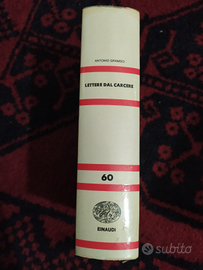 ANTONIO GRAMSCI
LETTERE DAL CARCERE
60
EINAUDI
subito